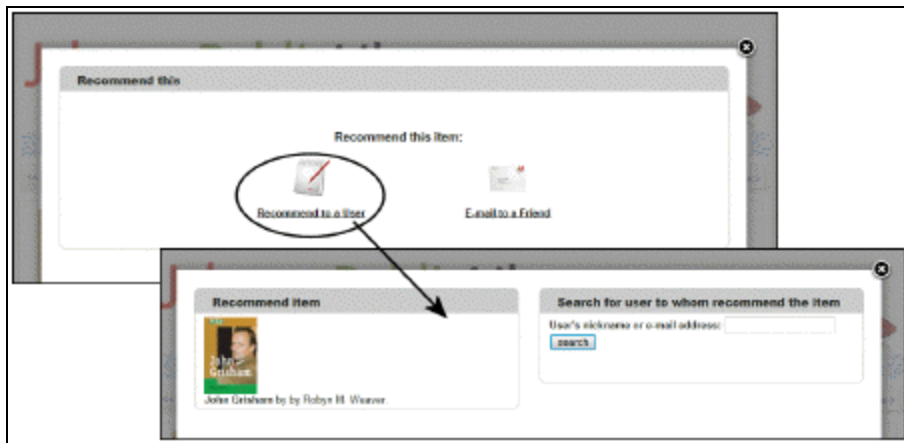 Recommend this
Recommend this item:
Recommend to a User
E-mail to a Friend
Recommend item
John
Grisham
John Grisham by by Robyn M. Weaver.
Search for user to whom recommend the item
User's nickname or e-mail address:
search